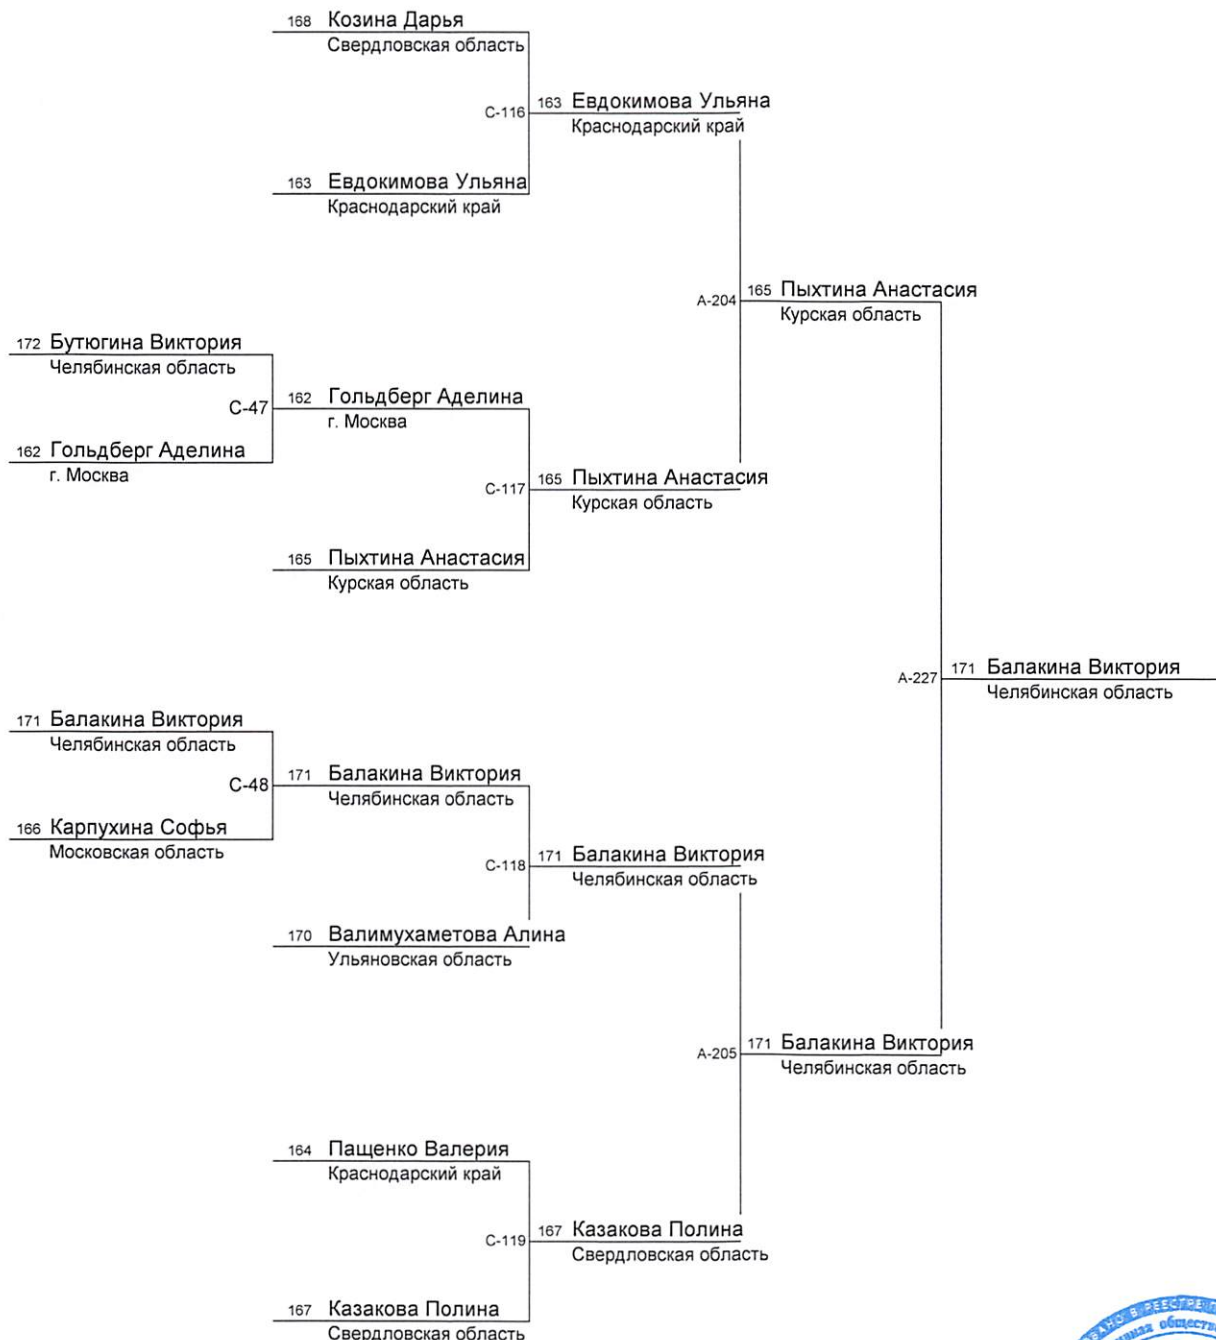 168 Козина Дарья
Свердловская область
C-116
163 Евдокимова Ульяна
Краснодарский край
163 Евдокимова Ульяна
Краснодарский край
A-204
165 Пыхтина Анастасия
Курская область
172 Бутюгина Виктория
Челябинская область
C-47
162 Гольдберг Аделина
г. Москва
162 Гольдберг Аделина
г. Москва
C-117
165 Пыхтина Анастасия
Курская область
165 Пыхтина Анастасия
Курская область
A-227
171 Балакина Виктория
Челябинская область
171 Балакина Виктория
Челябинская область
C-48
171 Балакина Виктория
Челябинская область
166 Карпухина Софья
Московская область
C-118
171 Балакина Виктория
Челябинская область
170 Валимухаметова Алина
Ульяновская область
A-205
171 Балакина Виктория
Челябинская область
164 Пащенко Валерия
Краснодарский край
C-119
167 Казакова Полина
Свердловская область
167 Казакова Полина
Свердловская область